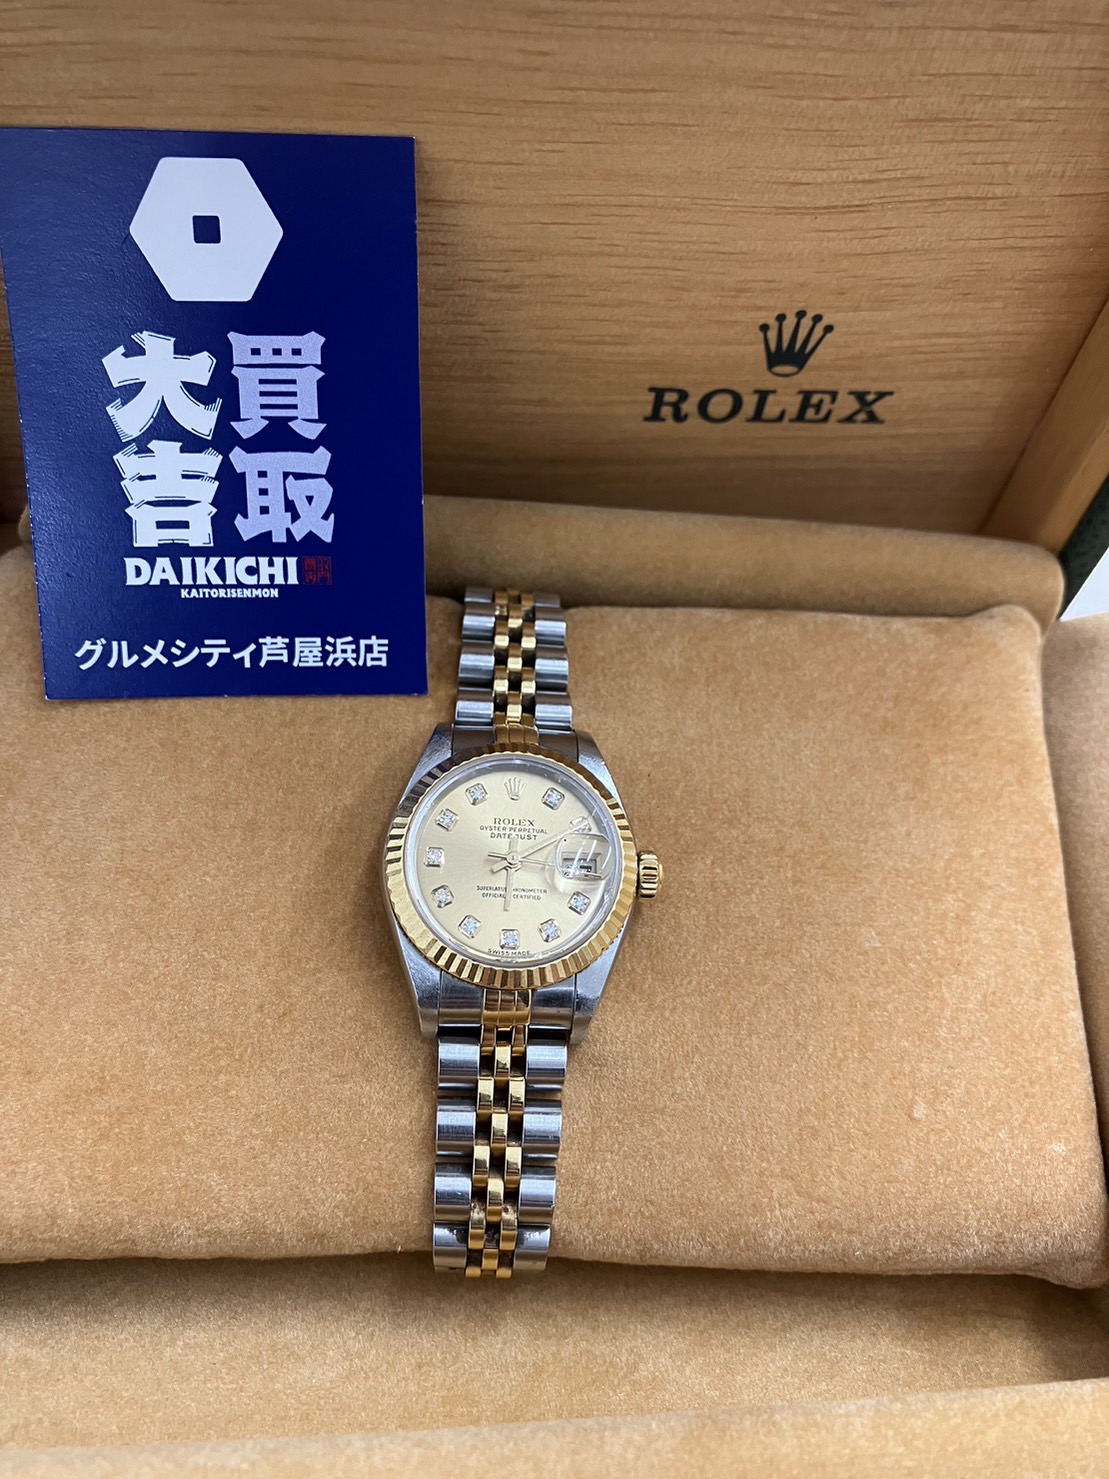 買取
大吉
DAIKICHI
KAITORISENMON
グルメシティ芦屋浜店
ROLEX
ROLEX
OYSTER PERPETUAL
DATEJUST
SUPERLATIVE CHRONOMETER
OFFICIALLY CERTIFIED
SWISS MADE